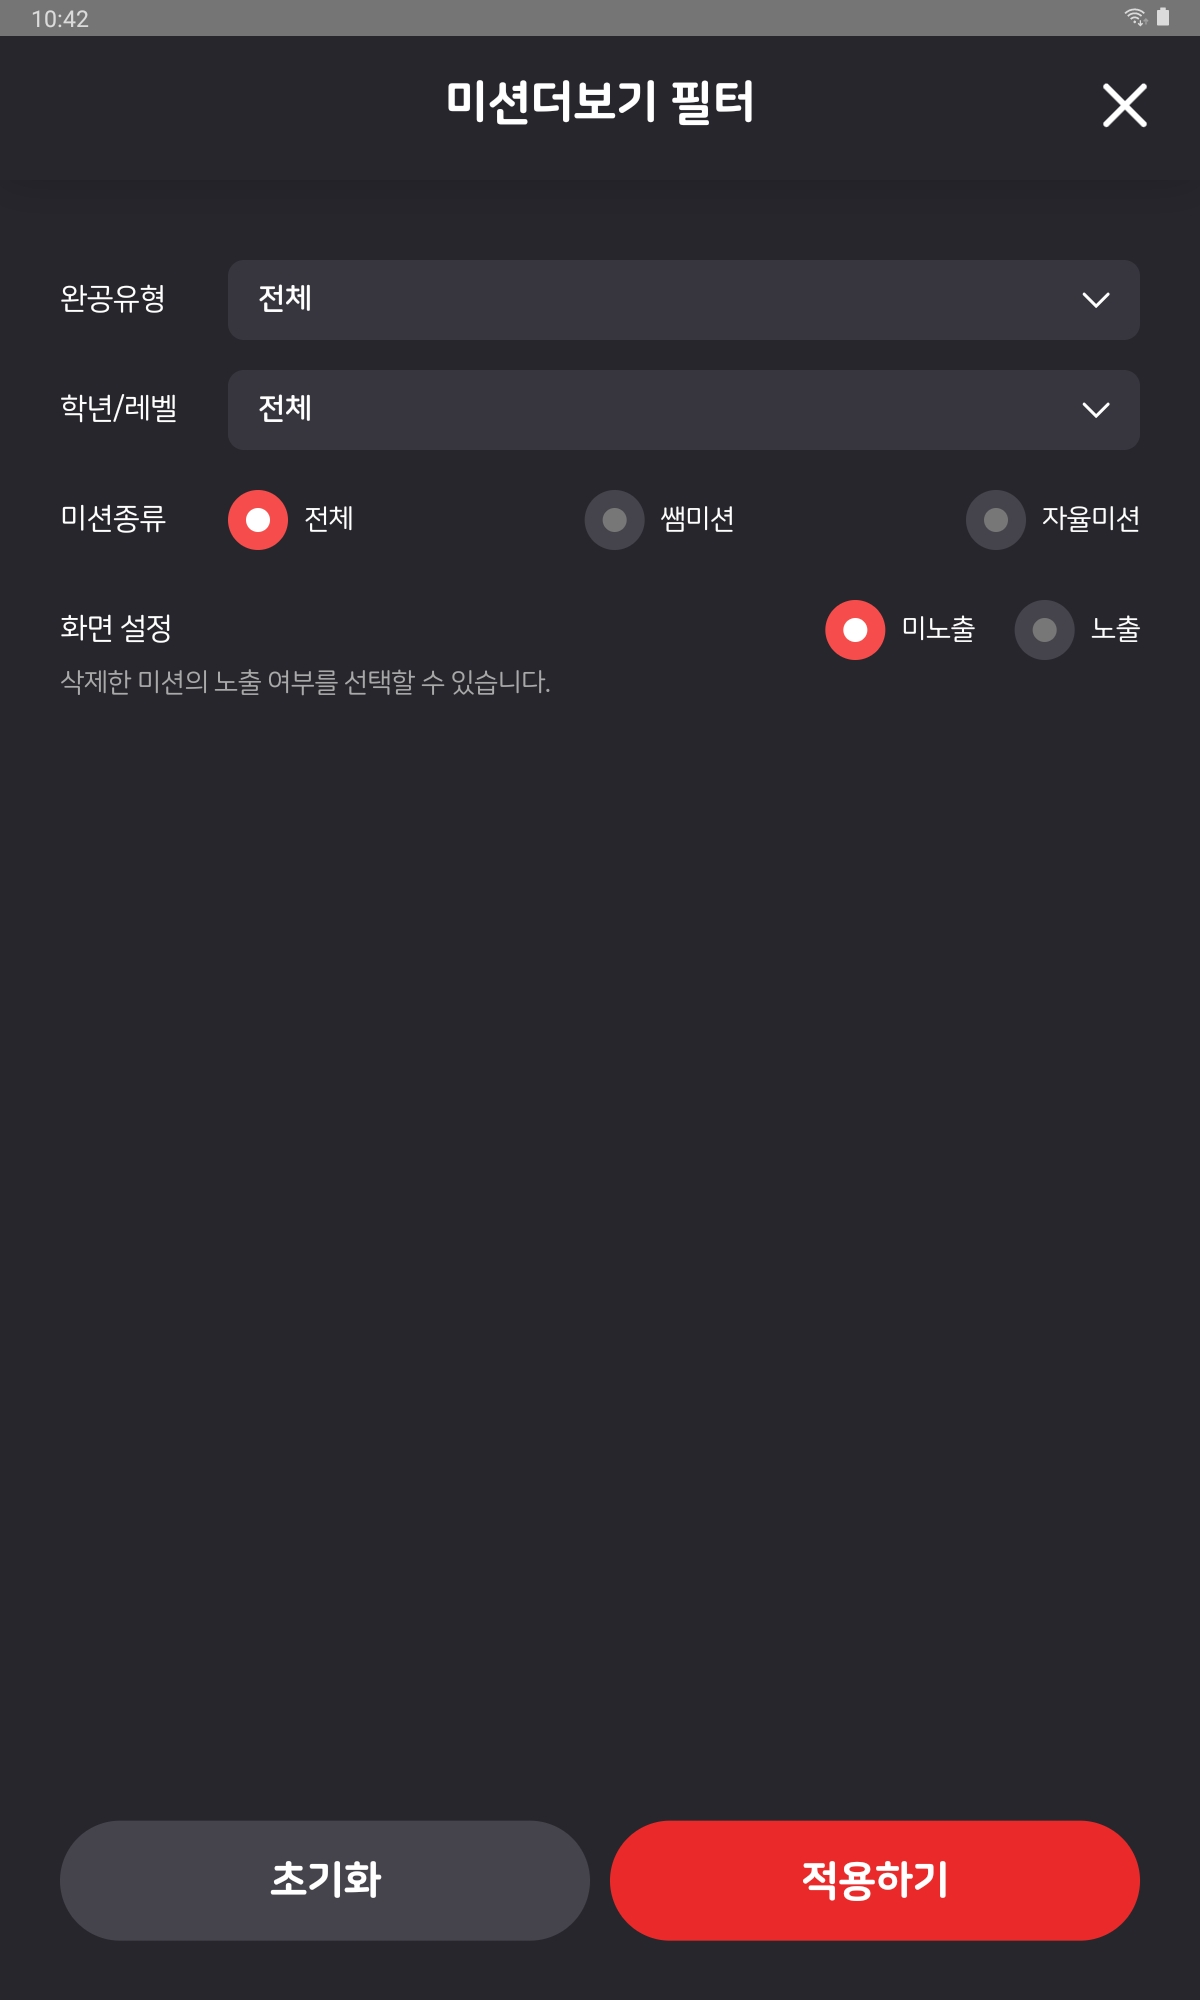 10:42
미션더보기 필터
완공유형 전체
학년/레벨 전체
미션종류 전체 쌤미션 자율미션
화면 설정 미노출 노출
삭제한 미션의 노출 여부를 선택할 수 있습니다.
초기화 적용하기